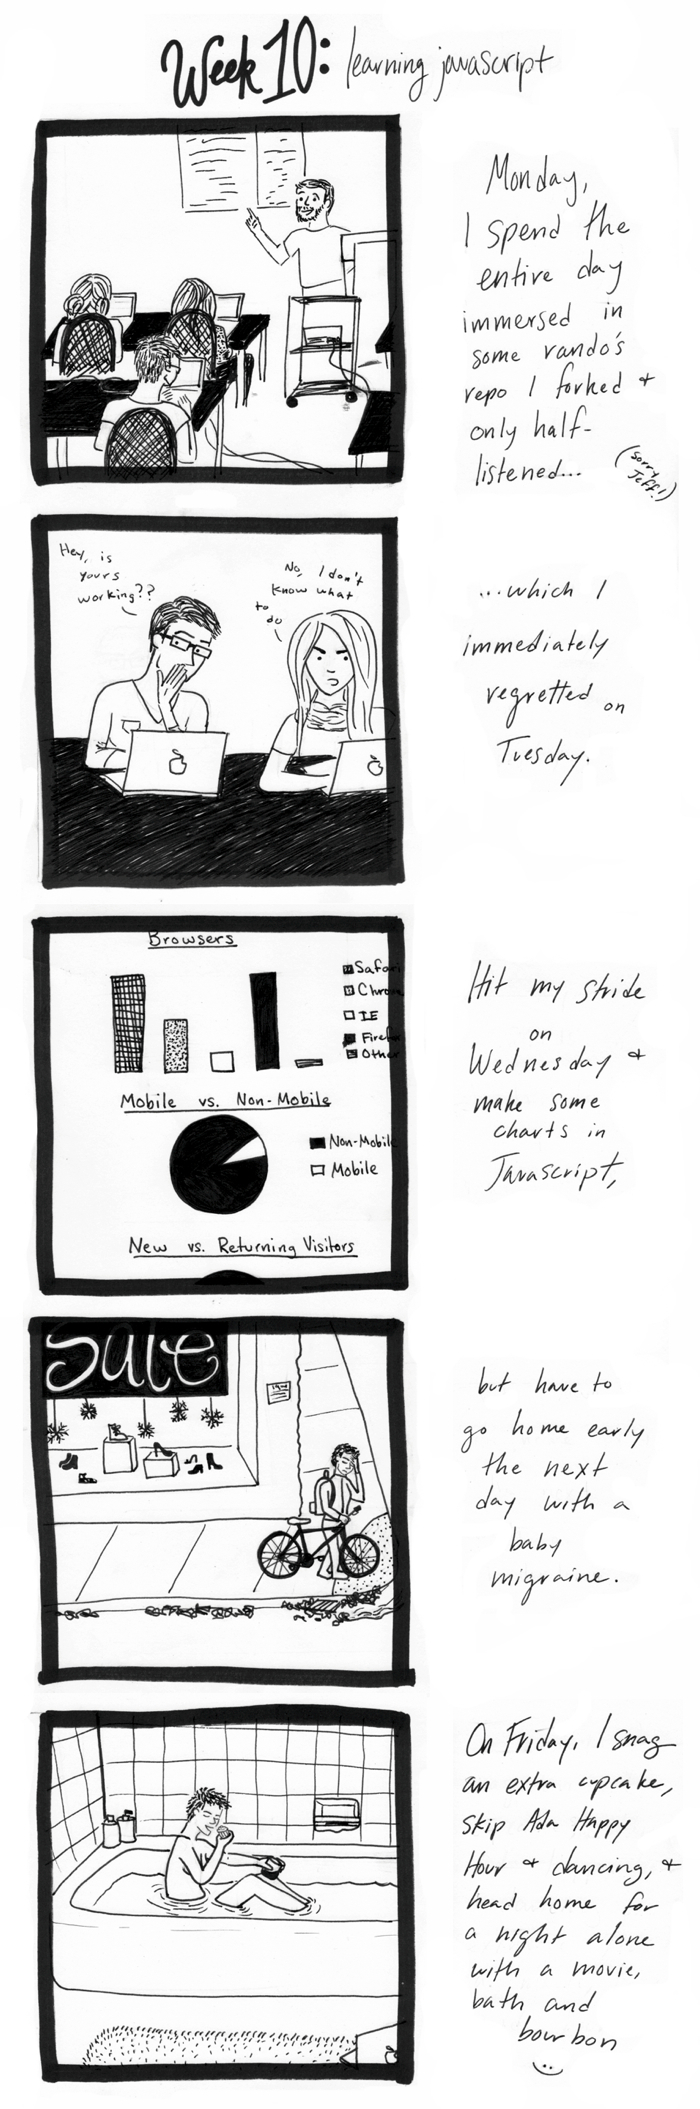 Week 10: learning javascript
Monday,
I spend the
entire day
immersed in
some rando's
repo I forked +
only half-
listened...
(sorry
Jeff!)
Hey, is
yours
working??
No, I don't
know what
to
do
...which I
immediately
regretted on
Tuesday.
Browsers
Safari
Chrom
IE
Firefo
Other
Mobile vs. Non-Mobile
Non-Mobile
Mobile
New vs. Returning Visitors
Hit my stride
on
Wednesday +
make some
charts in
Javascript,
Sale
but have to
go home early
the next
day with a
baby
migraine.
On Friday, I snag
an extra cupcake,
skip Ada Happy
Hour + dancing, +
head home for
a night alone
with a movie,
bath and
bourbon